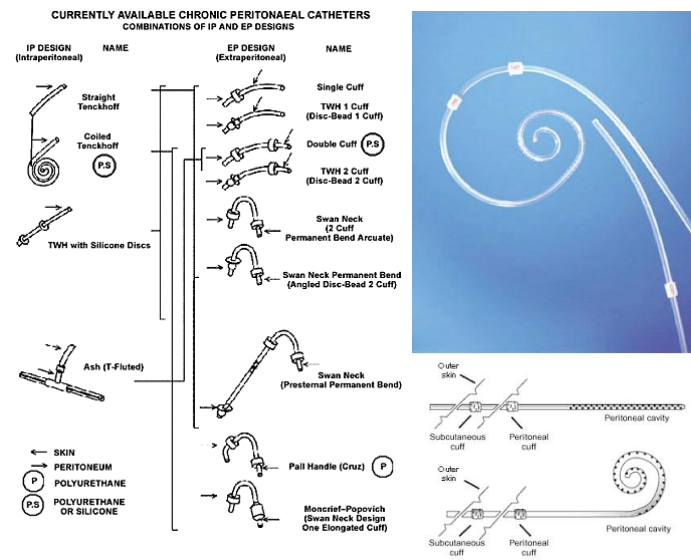 CURRENTLY AVAILABLE CHRONIC PERITONAEAL CATHETERS
COMBINATIONS OF IP AND EP DESIGNS
IP DESIGN
(Intraperitoneal)
NAME
EP DESIGN
(Extraperitoneal)
NAME
Straight
Tenckhoff
Coiled
Tenckhoff
P.S
TWH with Silicone Discs
Ash (T-Fluted)
SKIN
PERITONEUM
P
POLYURETHANE
P.S
POLYURETHANE
OR SILICONE
Single Cuff
TWH 1 Cuff
(Disc-Bead 1 Cuff)
Double Cuff
P.S
TWH 2 Cuff
(Disc-Bead 2 Cuff)
Swan Neck
(2 Cuff
Permanent Bend Arcuate)
Swan Neck Permanent Bend
(Angled Disc-Bead 2 Cuff)
Swan Neck
(Presternal Permanent Bend)
Pail Handle (Cruz)
P
Moncrief–Popovich
(Swan Neck Design
One Elongated Cuff)
Outer
skin
Subcutaneous
cuff
Peritoneal
cuff
Peritoneal cavity
Outer
skin
Subcutaneous
cuff
Peritoneal
cuff
Peritoneal cavity